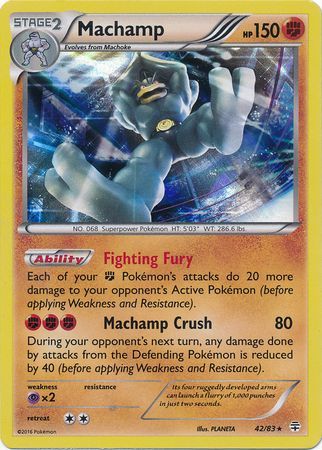 STAGE2
Machamp
HP150
Evolves from Machoke
NO. 068 Superpower Pokémon HT: 5'03" WT: 286.6 lbs.
Ability Fighting Fury
Each of your Pokémon's attacks do 20 more
damage to your opponent's Active Pokémon (before
applying Weakness and Resistance).
Machamp Crush 80
During your opponent's next turn, any damage done
by attacks from the Defending Pokémon is reduced
by 40 (before applying Weakness and Resistance).
weakness resistance
×2
retreat
Its four ruggedly developed arms
can launch a flurry of 1,000 punches
in just two seconds.
©2016 Pokémon
Illus. PLANETA
42/83★